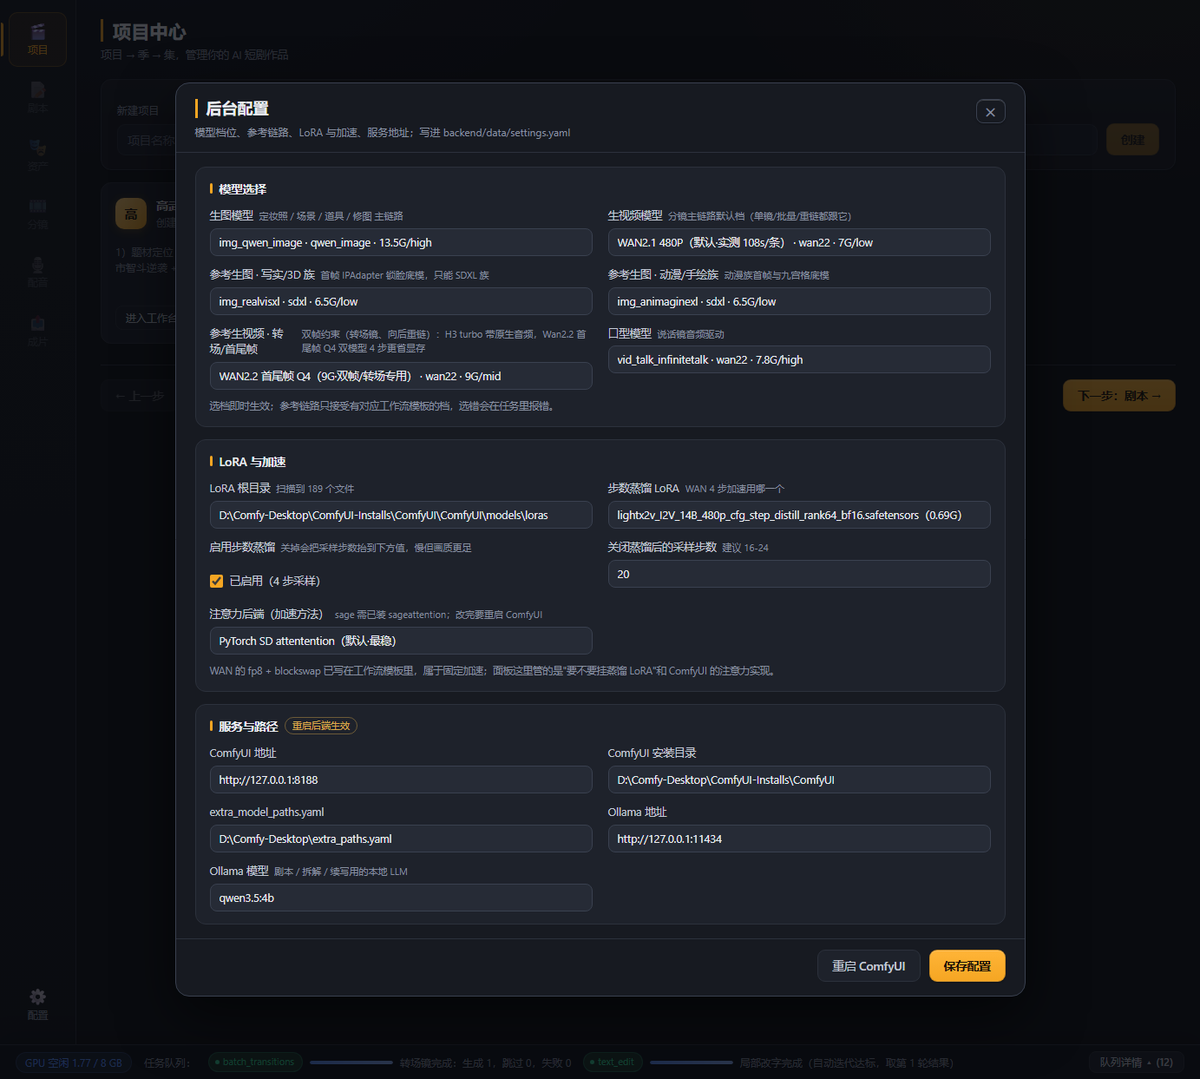 项目
项目中心
项目 → 季 → 集，管理你的 AI 短剧作品
新建项目
项目名称
创建
高
进入工作台
← 上一步
下一步：剧本 →
后台配置
模型档位、参考链路、LoRA 与加速、服务地址；写进 backend/data/settings.yaml
模型选择
生图模型 定妆照 / 场景 / 道具 / 修图 主链路
生视频模型 分镜主链路默认档（单镜/批量/重链都跟它）
img_qwen_image · qwen_image · 13.5G/high
WAN2.1 480P（默认·实测 108s/条） · wan22 · 7G/low
参考生图 · 写实/3D 族 首帧 IPAdapter 锁脸底模，只能 SDXL 族
参考生图 · 动漫/手绘族 动漫族首帧与九宫格底模
img_realvisxl · sdxl · 6.5G/low
img_animaginexl · sdxl · 6.5G/low
参考生视频 · 转场/首尾帧 双帧约束（转场镜、向后重链）：H3 turbo 带原生音频，Wan2.2 首尾帧 Q4 双模型 4 步更省显存
口型模型 说话镜音频驱动
WAN2.2 首尾帧 Q4（9G·双帧/转场专用） · wan22 · 9G/mid
vid_talk_infinitetalk · wan22 · 7.8G/high
选档即时生效；参考链路只接受有对应工作流模板的档，选错会在任务里报错。
LoRA 与加速
LoRA 根目录 扫描到 189 个文件
步数蒸馏 LoRA WAN 4 步加速用哪一个
D:\Comfy-Desktop\ComfyUI-Installs\ComfyUI\ComfyUI\models\loras
lightx2v_I2V_14B_480p_cfg_step_distill_rank64_bf16.safetensors（0.69G）
启用步数蒸馏 关掉会把采样步数抬到下方值，慢但画质更足
关闭蒸馏后的采样步数 建议 16-24
已启用（4 步采样）
20
注意力后端（加速方法） sage 需已装 sageattention；改完要重启 ComfyUI
PyTorch SD attentention（默认·最稳）
WAN 的 fp8 + blockswap 已写在工作流模板里，属于固定加速；面板这里管的是"要不要挂蒸馏 LoRA"和 ComfyUI 的注意力实现。
服务与路径 重启后端生效
ComfyUI 地址
ComfyUI 安装目录
http://127.0.0.1:8188
D:\Comfy-Desktop\ComfyUI-Installs\ComfyUI
extra_model_paths.yaml
Ollama 地址
D:\Comfy-Desktop\extra_paths.yaml
http://127.0.0.1:11434
Ollama 模型 剧本 / 拆解 / 续写用的本地 LLM
qwen3.5:4b
重启 ComfyUI
保存配置
配置
GPU 空闲 1.77 / 8 GB
任务队列：
batch_transitions
转场镜完成：生成 1，跳过 0，失败 0
text_edit
局部改字完成（自动迭代达标，取第 1 轮结果）
队列详情 · (12)